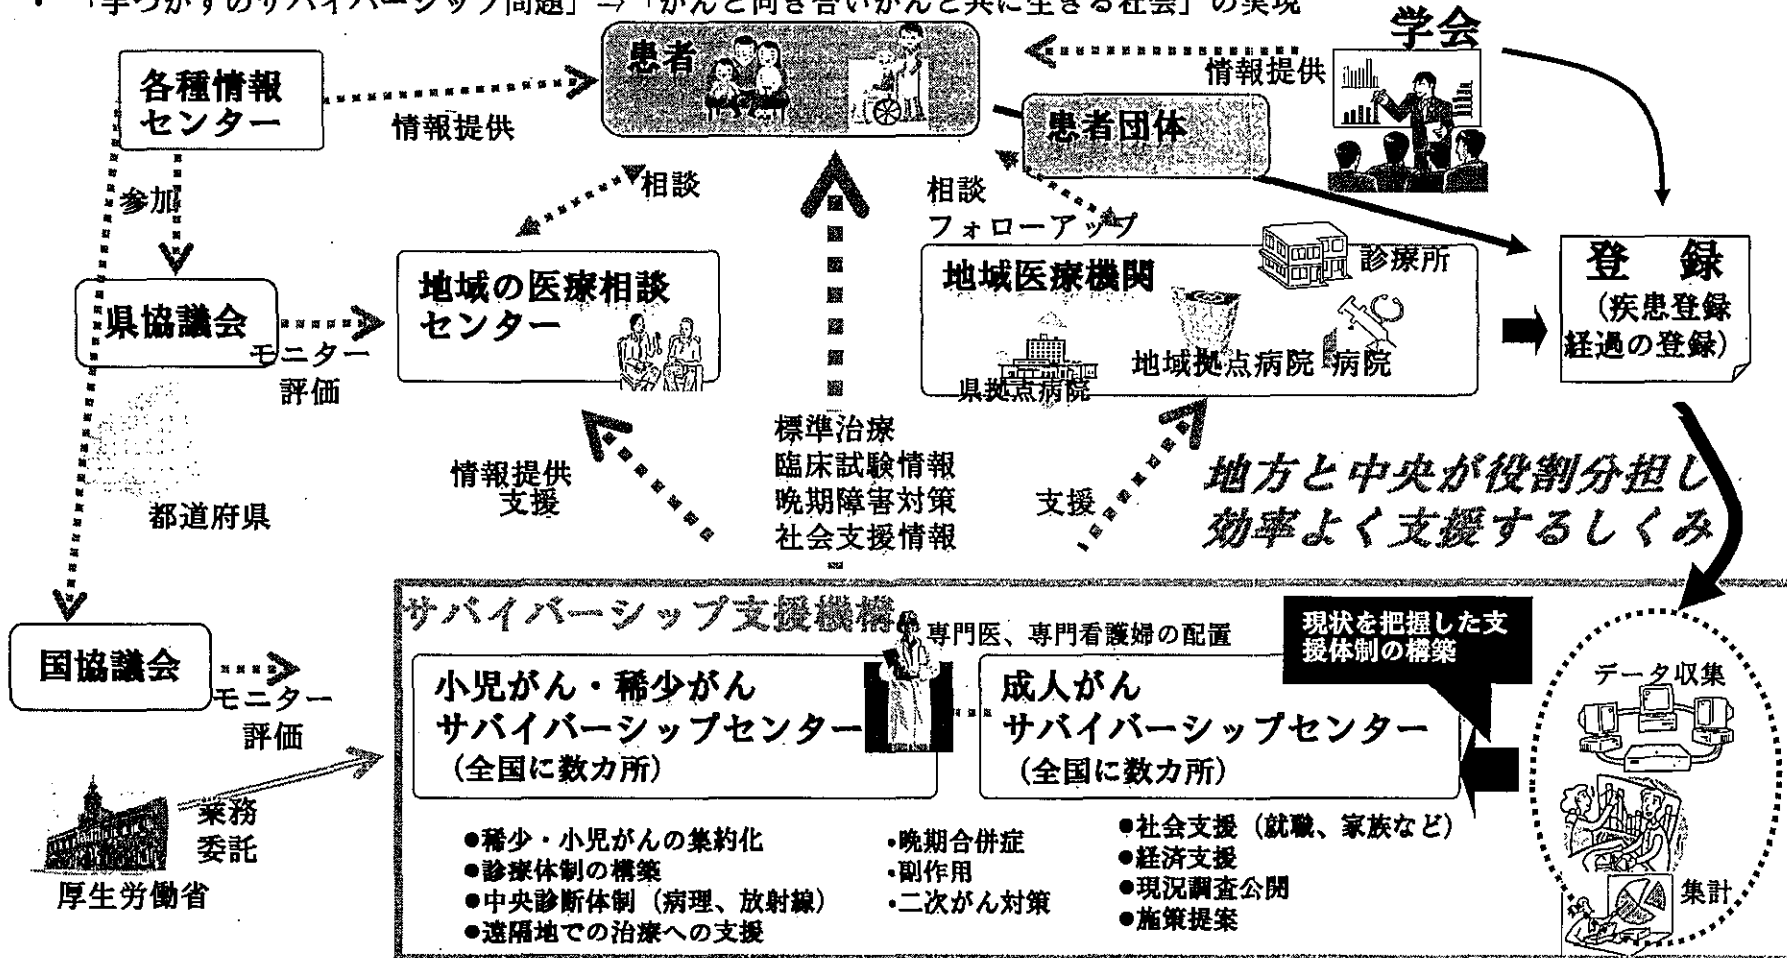 ・ 「手つかずのサバイバーシップ問題」→「がんと向き合いがんと共に生きる社会」の実現
学会
患者
各種情報
センター
情報提供
情報提供
患者団体
参加
相談
相談
フォローアップ
地域の医療相談
センター
地域医療機関
診療所
登 録
(疾患登録
経過の登録)
県協議会
モニター
評価
地域拠点病院
病院
県拠点病院
標準治療
臨床試験情報
晩期障害対策
社会支援情報
情報提供
支援
支援
地方と中央が役割分担し
効率よく支援するしくみ
都道府県
サバイバーシップ支援機構
専門医、専門看護婦の配置
現状を把握した支
援体制の構築
国協議会
モニター
評価
小児がん・稀少がん
サバイバーシップセンター
(全国に数カ所)
成人がん
サバイバーシップセンター
(全国に数カ所)
データ収集
業務
委託
厚生労働省
●稀少・小児がんの集約化
●診療体制の構築
●中央診断体制(病理、放射線)
●遠隔地での治療への支援
・晩期合併症
・副作用
・二次がん対策
●社会支援(就職、家族など)
●経済支援
●現況調査公開
●施策提案
集計